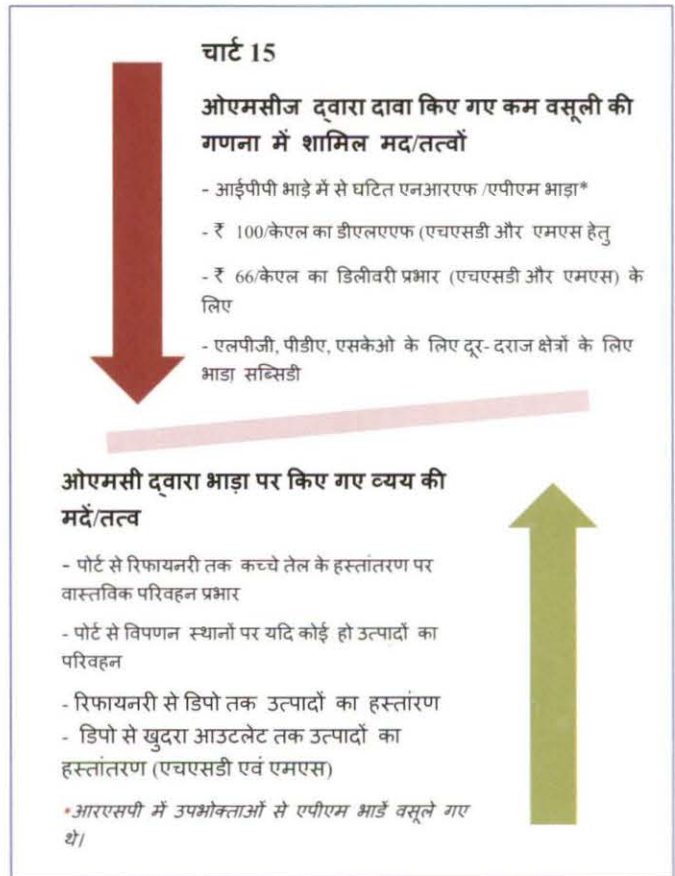 चार्ट 15
ओएमसीज द्वारा दावा किए गए कम वसूली की
गणना में शामिल मद/तत्वों
- आईपीपी भाड़े में से घटित एनआरएफ /एपीएम भाड़ा*
- ₹ 100/केएल का डीएलएएफ (एचएसडी और एमएस हेतु
- ₹ 66/केएल का डिलीवरी प्रभार (एचएसडी और एमएस) के
लिए
- एलपीजी, पीडीए, एसकेओ के लिए दूर- दराज क्षेत्रों के लिए
भाडा सब्सिडी
ओएमसी द्वारा भाड़ा पर किए गए व्यय की
मदें/तत्व
- पोर्ट से रिफायनरी तक कच्चे तेल के हस्तांतरण पर
वास्तविक परिवहन प्रभार
- पोर्ट से विपणन स्थानों पर यदि कोई हो उत्पादों का
परिवहन
- रिफायनरी से डिपो तक उत्पादों का हस्तांरण
- डिपो से खुदरा आउटलेट तक उत्पादों का
हस्तांतरण (एचएसडी एवं एमएस)
*आरएसपी में उपभोक्ताओं से एपीएम भाडें वसूले गए
थे।